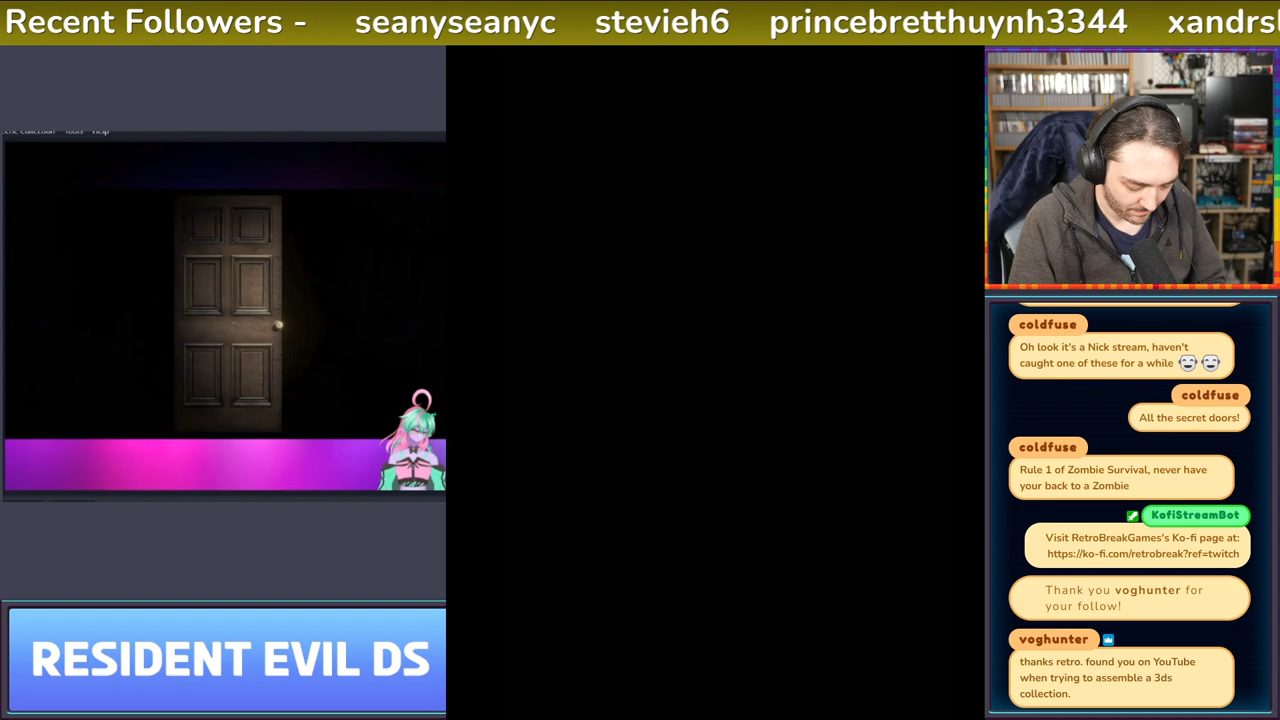 Recent Followers - seanyseanyc stevieh6 princebretthuynh3344
Help
coldfuse
Oh look it's a Nick stream, haven't
caught one of these for a while
coldfuse
All the secret doors!
coldfuse
Rule 1 of Zombie Survival, never have
your back to a Zombie
KofiStreamBot
Visit RetroBreakGames's Ko-fi page at:
https://ko-fi.com/retrobreak?ref=twitch
Thank you voghunter for
your follow!
voghunter
thanks retro. found you on YouTube
when trying to assemble a 3ds
collection.
RESIDENT EVIL DS